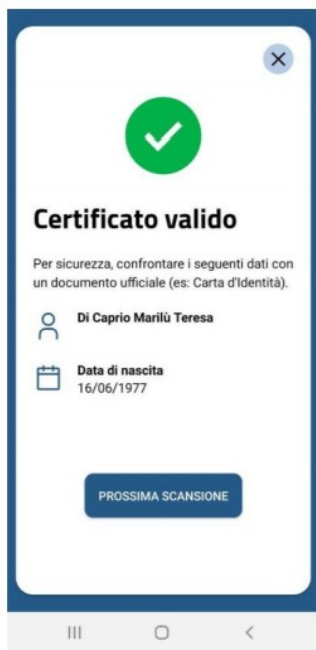 Certificato valido
Per sicurezza, confrontare i seguenti dati con
un documento ufficiale (es: Carta d'Identità).
Di Caprio Marilù Teresa
Data di nascita
16/06/1977
PROSSIMA SCANSIONE